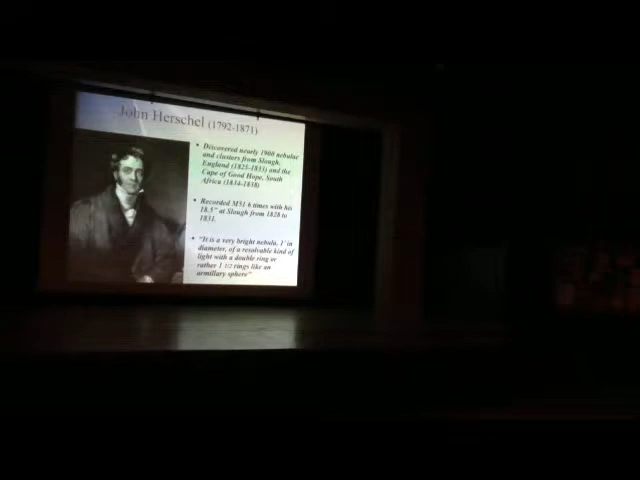 John Herschel (1792-1871)
• Discovered nearly 1900 nebulae
and clusters from Slough,
England (1825-1833) and the
Cape of Good Hope, South
Africa (1834-1838)
• Recorded M51 6 times with his
18.5" at Slough from 1828 to
1831.
• "It is a very bright nebula, 1' in
diameter, of a resolvable kind of
light with a double ring or
rather 1 1/2 rings like an
armillary sphere"